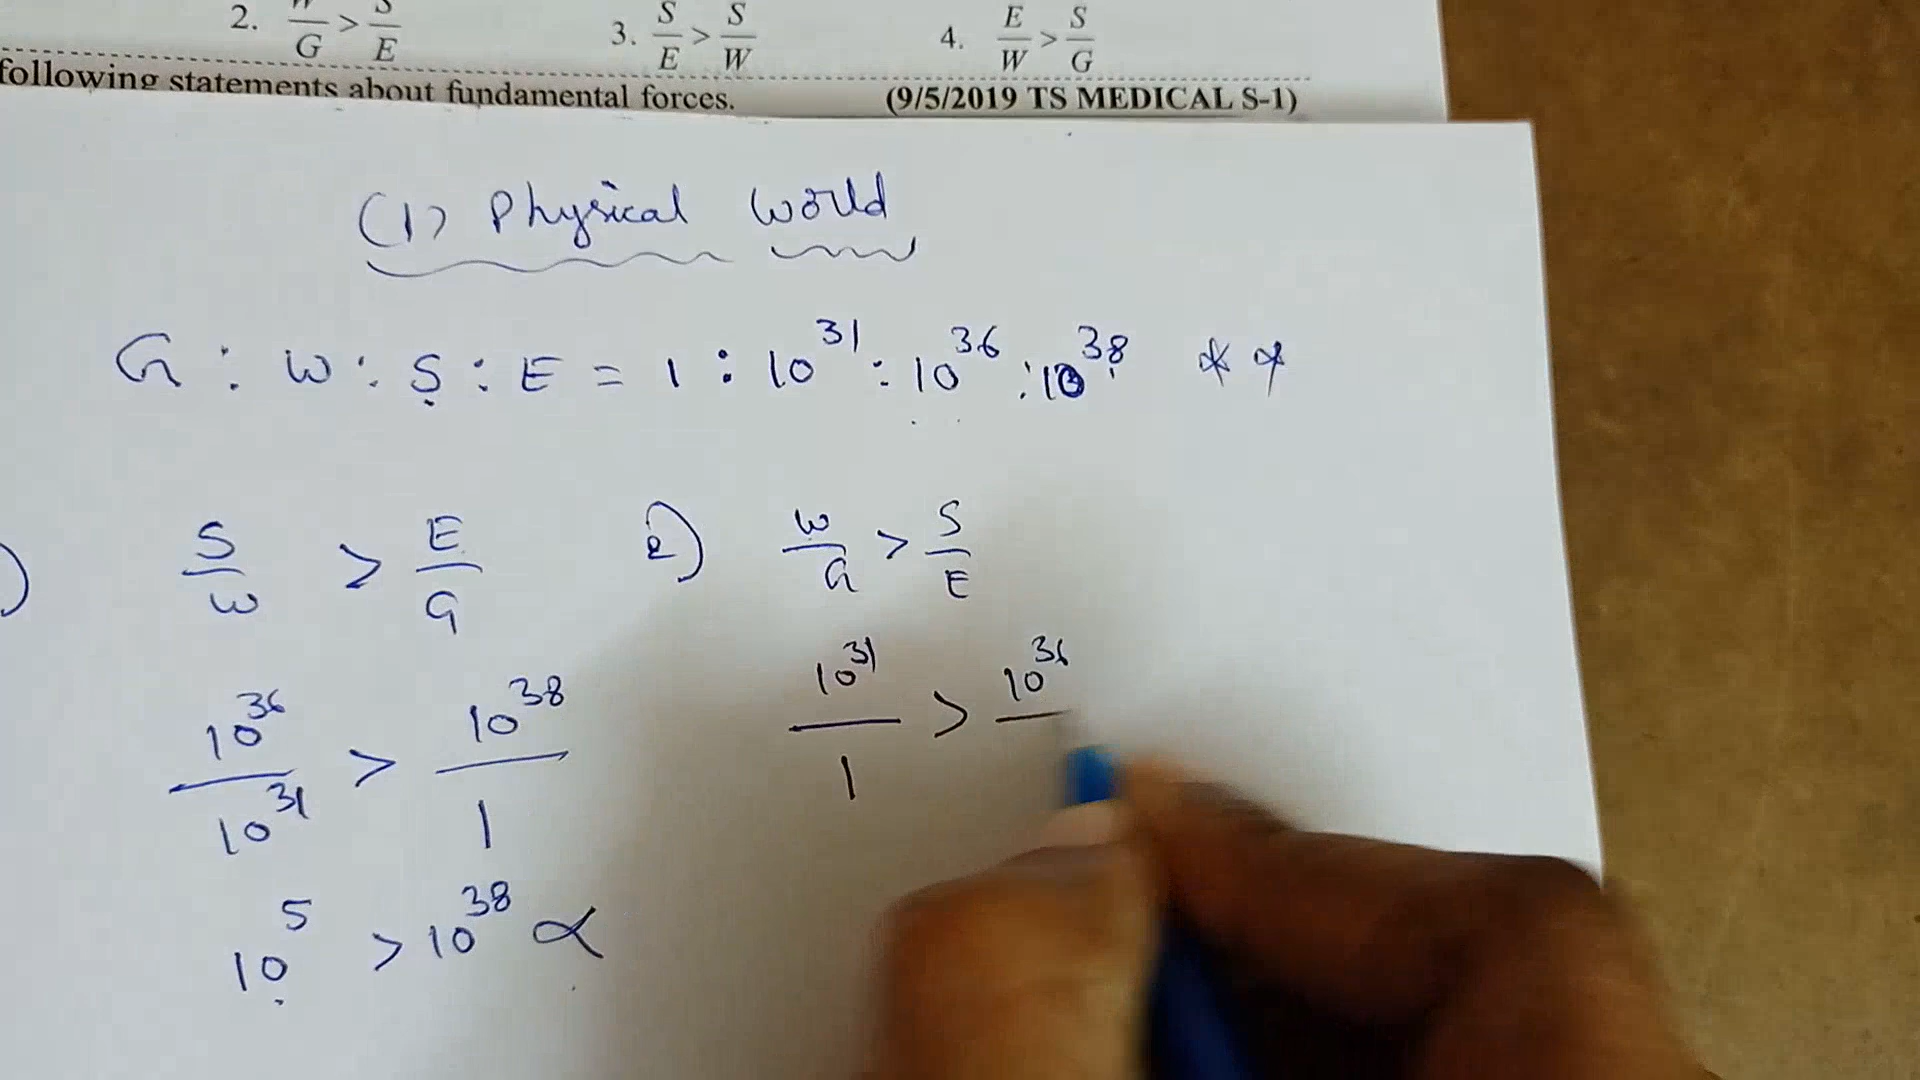 2. W/G > S/E 3. S/E > S/W 4. E/W > S/G
following statements about fundamental forces. (9/5/2019 TS MEDICAL S-1)
(1) Physical World
G : W : S : E = 1 : 10^31 : 10^36 : 10^38 * *
) S/W > E/G 2) W/G > S/E
10^36/10^31 > 10^38/1 10^31/1 > 10^36
10^5 > 10^38 ×